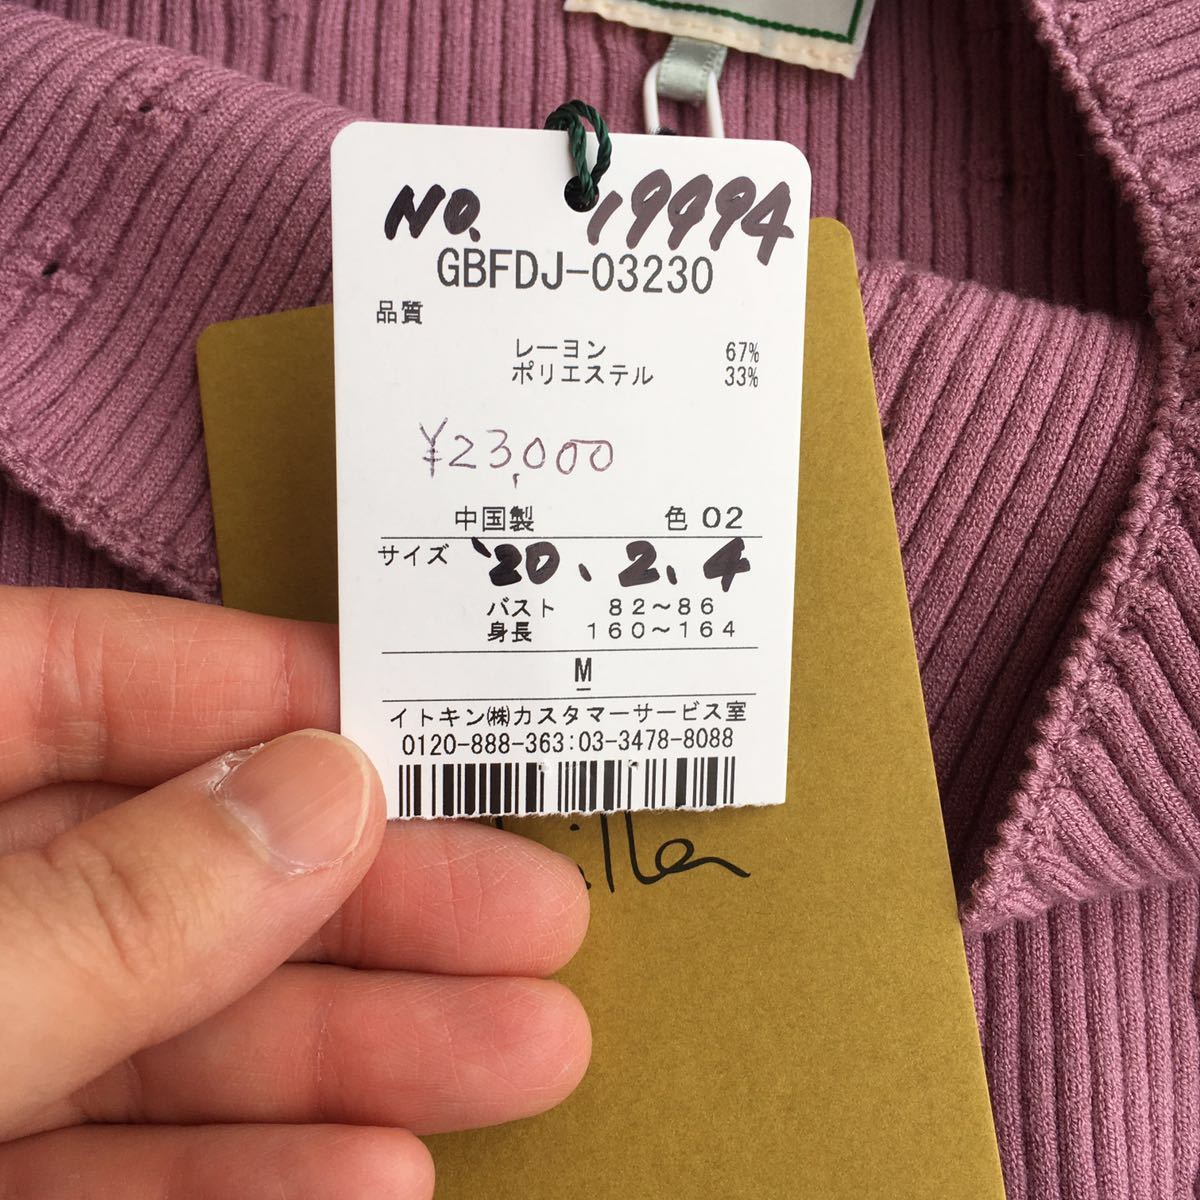 NO. 19994
GBFDJ-03230
品質
レーヨン 67%
ポリエステル 33%
¥23,000
中国製 色 02
サイズ '20.2.4
バスト 82～86
身長 160～164
M
イトキン㈱カスタマーサービス室
0120-888-363:03-3478-8088